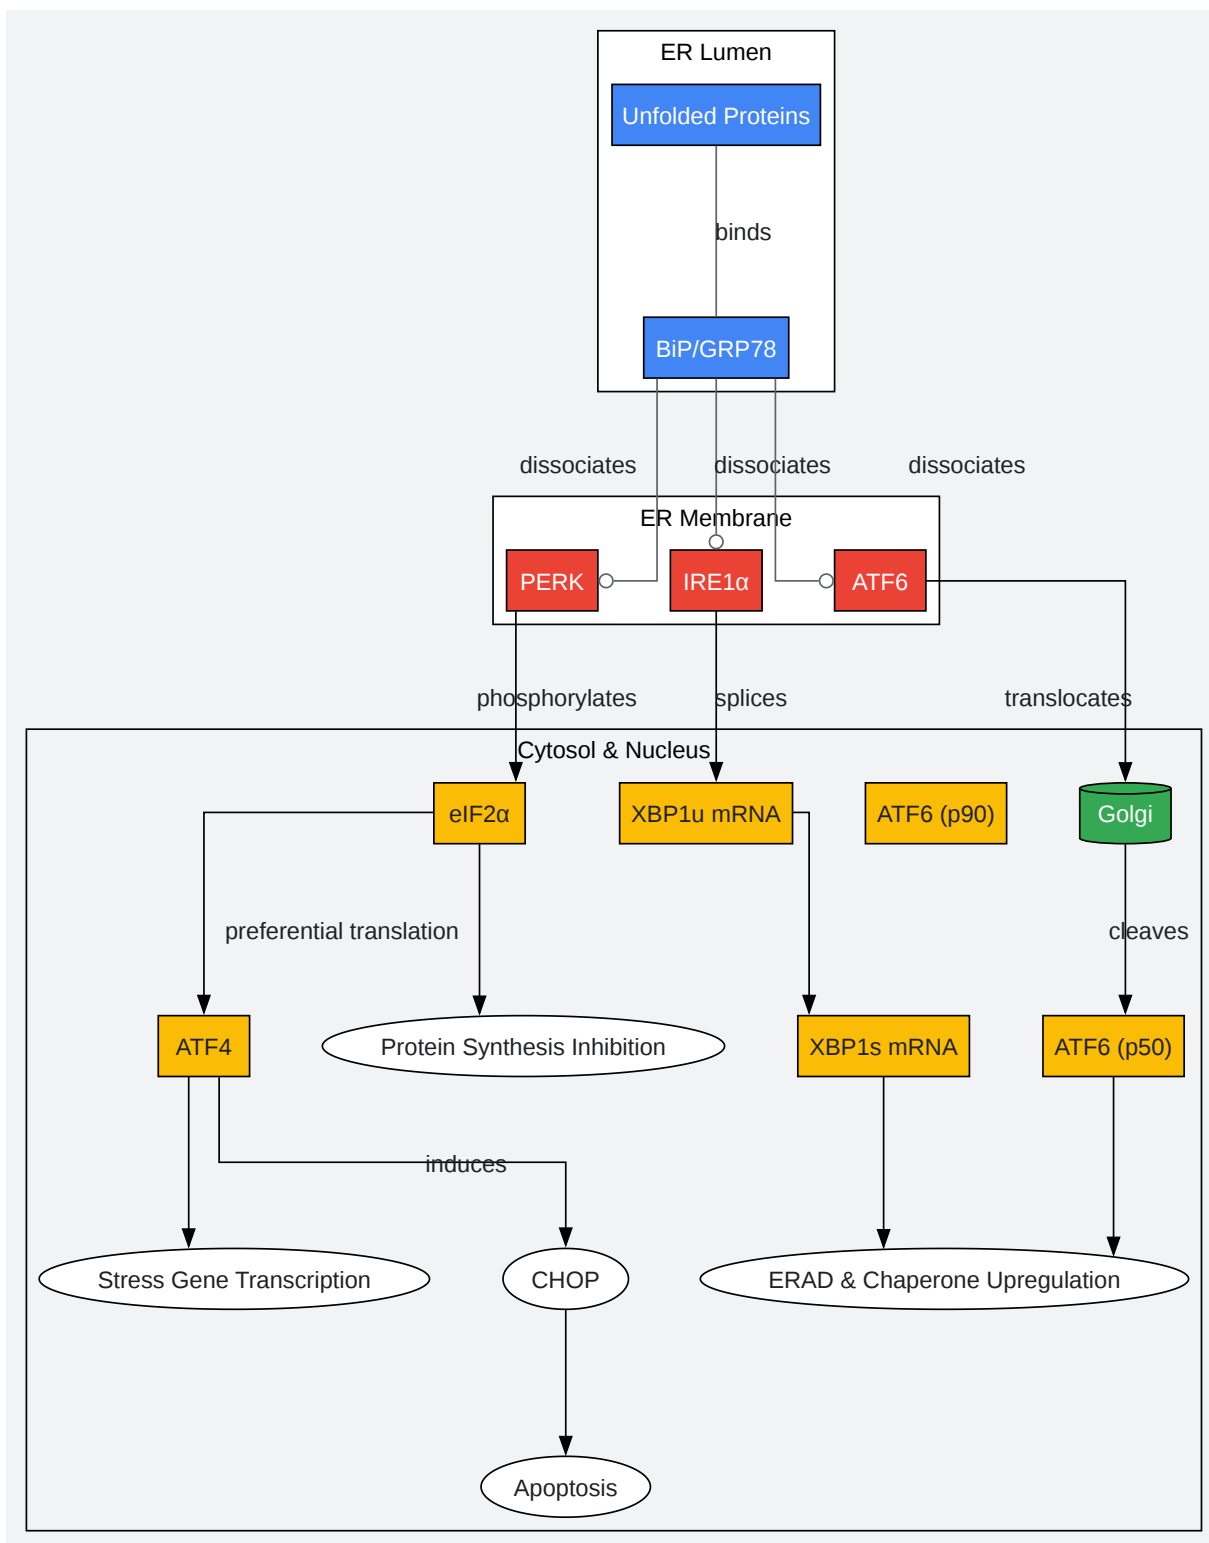 ER Lumen
Unfolded Proteins
binds
BiP/GRP78
dissociates
dissociates
dissociates
ER Membrane
PERK
IRE1α
ATF6
phosphorylates
splices
translocates
Cytosol & Nucleus
eIF2α
XBP1u mRNA
ATF6 (p90)
Golgi
preferential translation
cleaves
ATF4
Protein Synthesis Inhibition
XBP1s mRNA
ATF6 (p50)
induces
Stress Gene Transcription
CHOP
ERAD & Chaperone Upregulation
Apoptosis